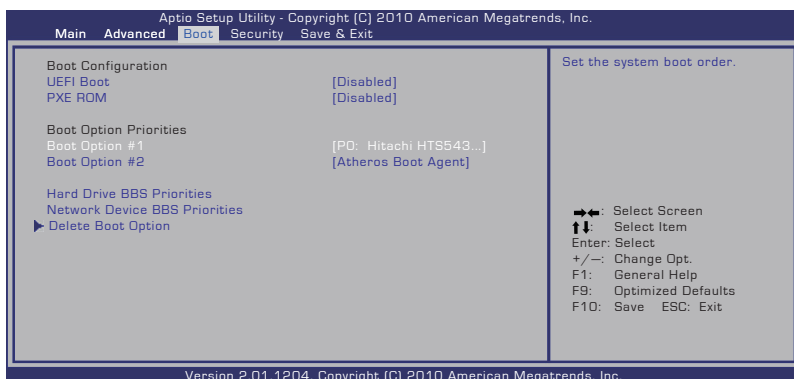 Aptio Setup Utility - Copyright (C) 2010 American Megatrends, Inc.
Main Advanced Boot Security Save & Exit
Boot Configuration
UEFI Boot [Disabled]
PXE ROM [Disabled]
Boot Option Priorities
Boot Option #1 [P0: Hitachi HTS543...]
Boot Option #2 [Atheros Boot Agent]
Hard Drive BBS Priorities
Network Device BBS Priorities
Delete Boot Option
Set the system boot order.
→←: Select Screen
↑↓: Select Item
Enter: Select
+/—: Change Opt.
F1: General Help
F9: Optimized Defaults
F10: Save ESC: Exit
Version 2.01.1204. Copyright (C) 2010 American Megatrends, Inc.